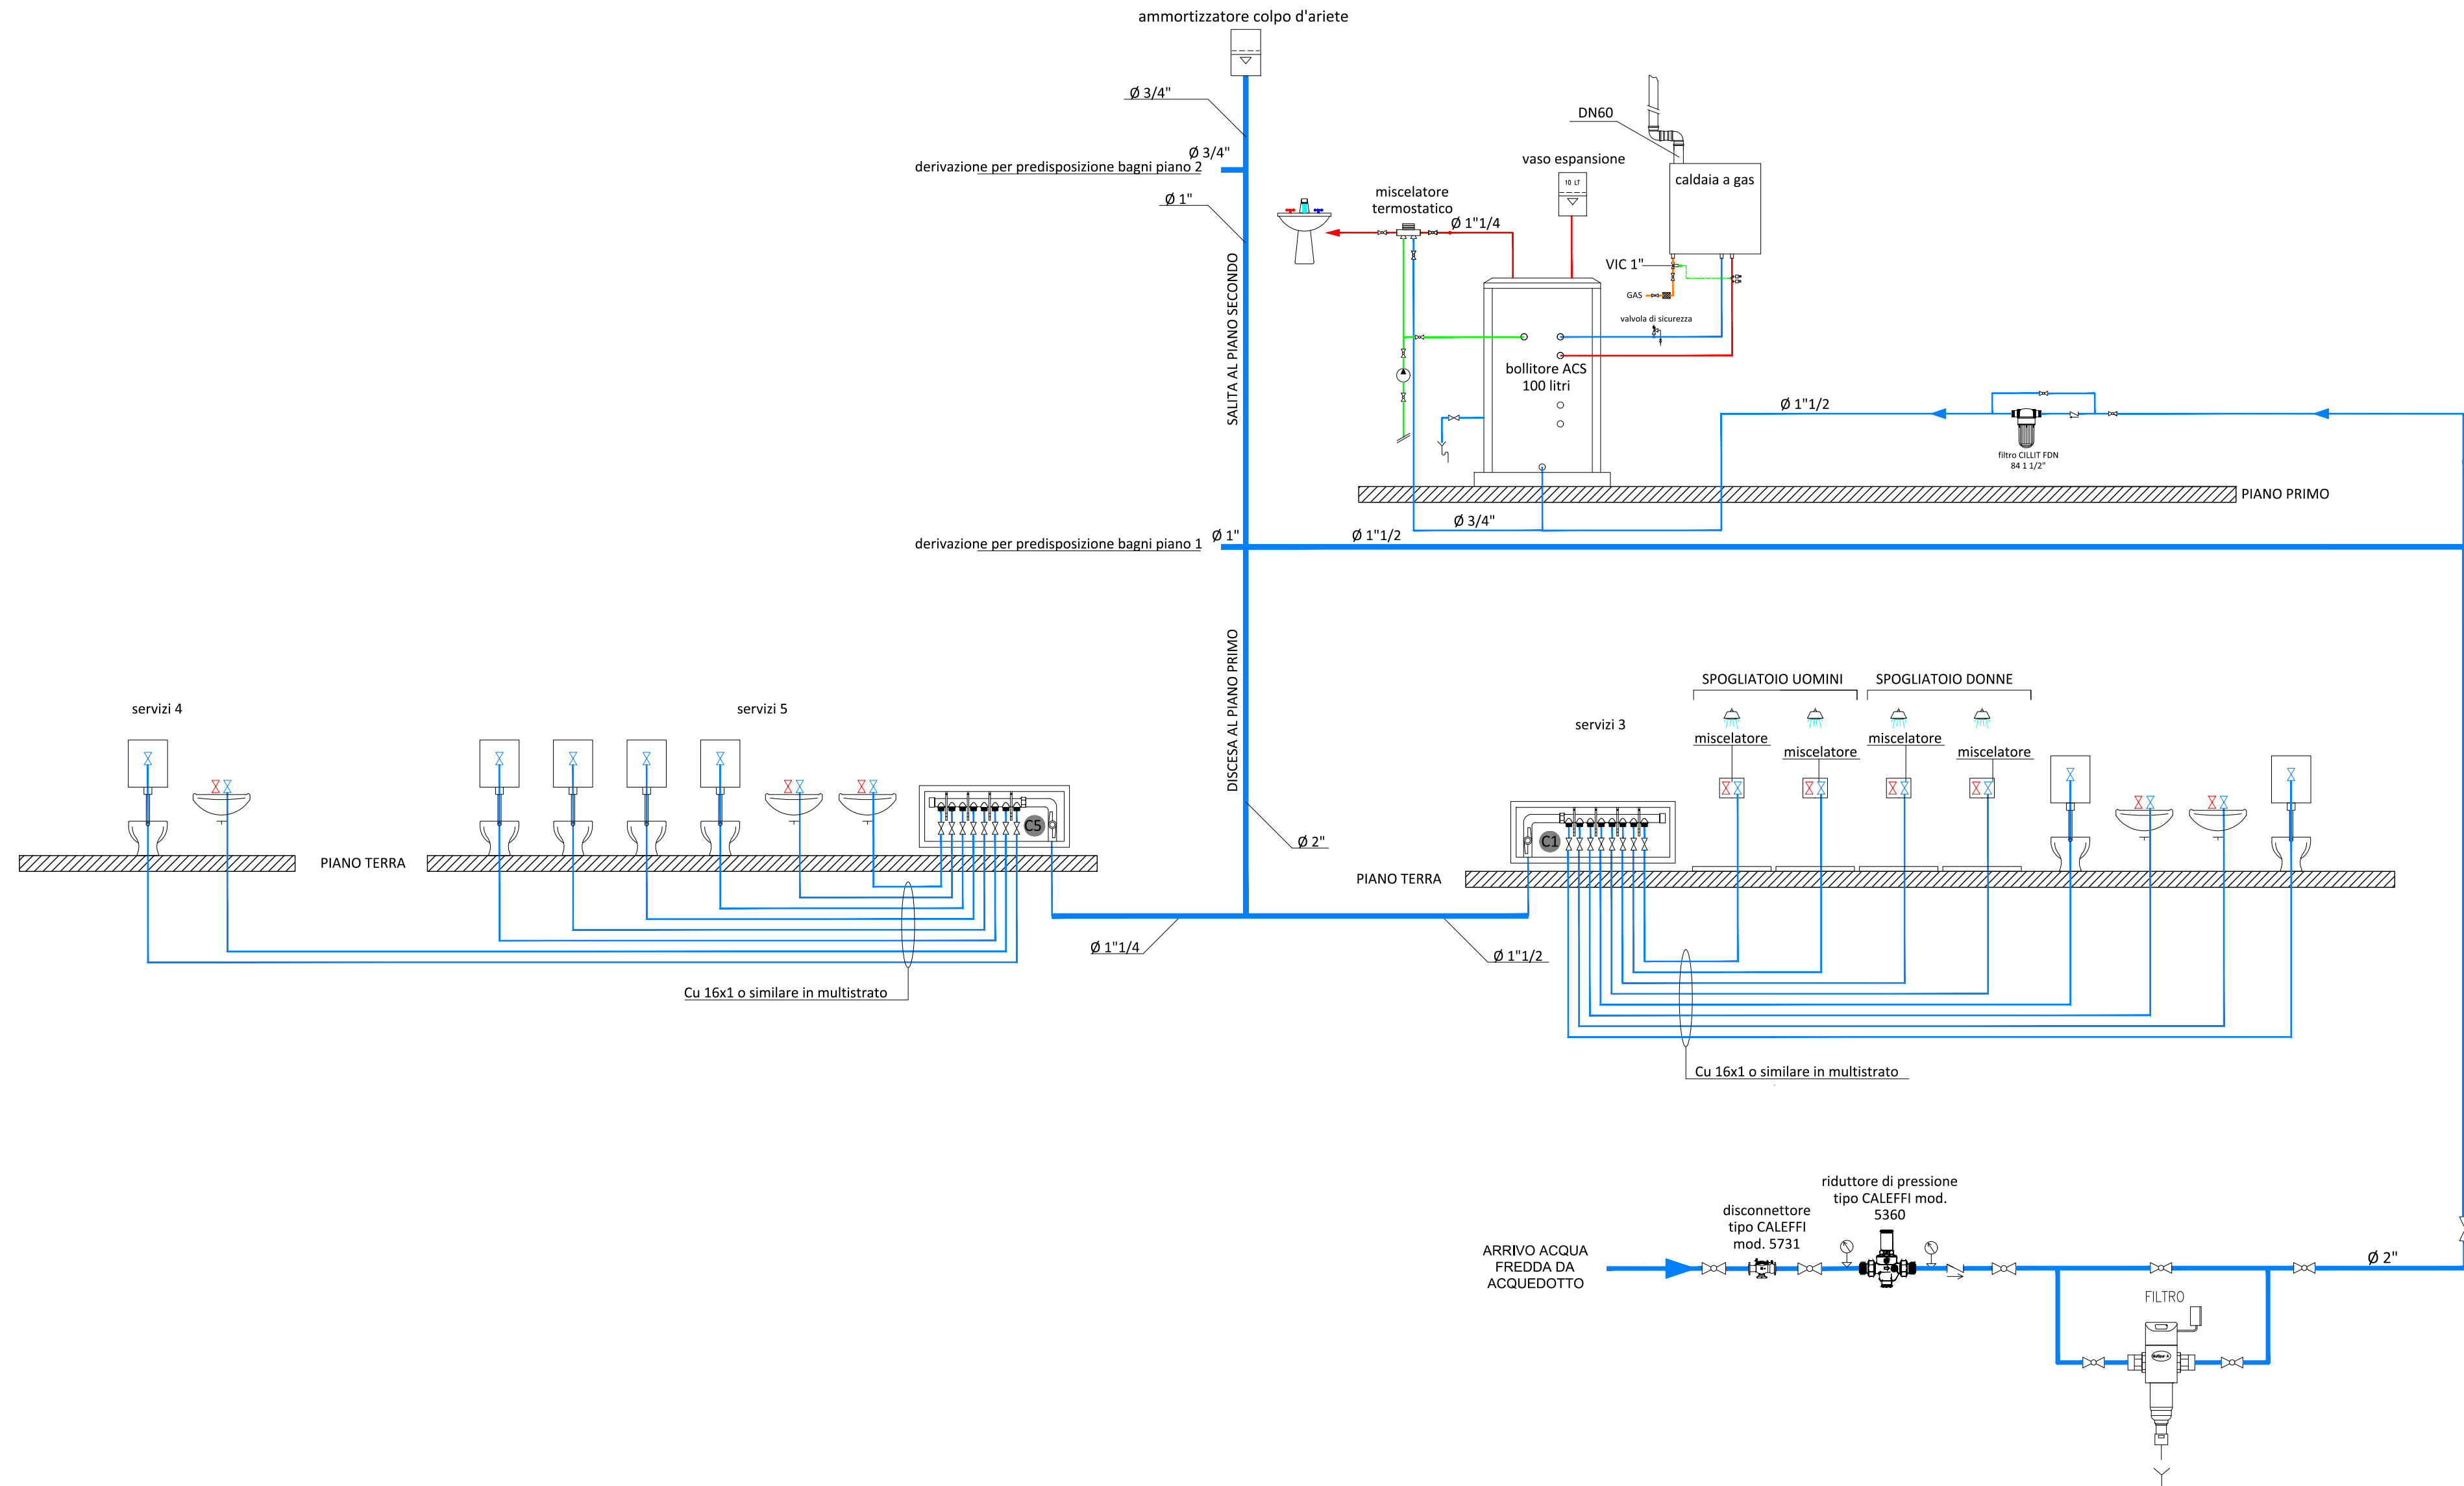 ammortizzatore colpo d'ariete
Ø 3/4"
Ø 3/4"
derivazione per predisposizione bagni piano 2
Ø 1"
SALITA AL PIANO SECONDO
DN60
vaso espansione
10 LT
caldaia a gas
miscelatore
termostatico
Ø 1"1/4
VIC 1"
GAS
valvola di sicurezza
bollitore ACS
100 litri
Ø 1"1/2
filtro CILLIT FDN
84 1 1/2"
PIANO PRIMO
Ø 3/4"
derivazione per predisposizione bagni piano 1
Ø 1"
Ø 1"1/2
DISCESA AL PIANO PRIMO
servizi 4
servizi 5
C5
PIANO TERRA
Ø 2"
Ø 1"1/4
Cu 16x1 o similare in multistrato
SPOGLIATOIO UOMINI
SPOGLIATOIO DONNE
servizi 3
miscelatore
miscelatore
miscelatore
miscelatore
C1
PIANO TERRA
Ø 1"1/2
Cu 16x1 o similare in multistrato
riduttore di pressione
tipo CALEFFI mod.
5360
disconnettore
tipo CALEFFI
mod. 5731
ARRIVO ACQUA
FREDDA DA
ACQUEDOTTO
Ø 2"
FILTRO